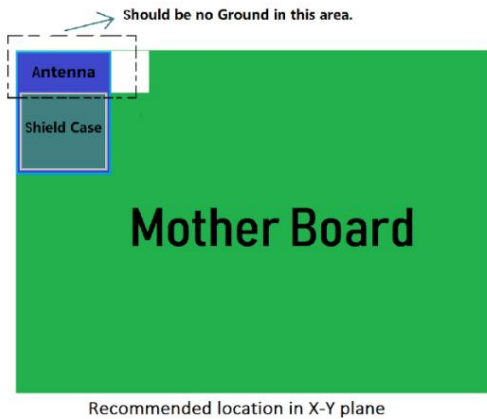 Should be no Ground in this area.
Antenna
Shield Case
Mother Board
Recommended location in X-Y plane